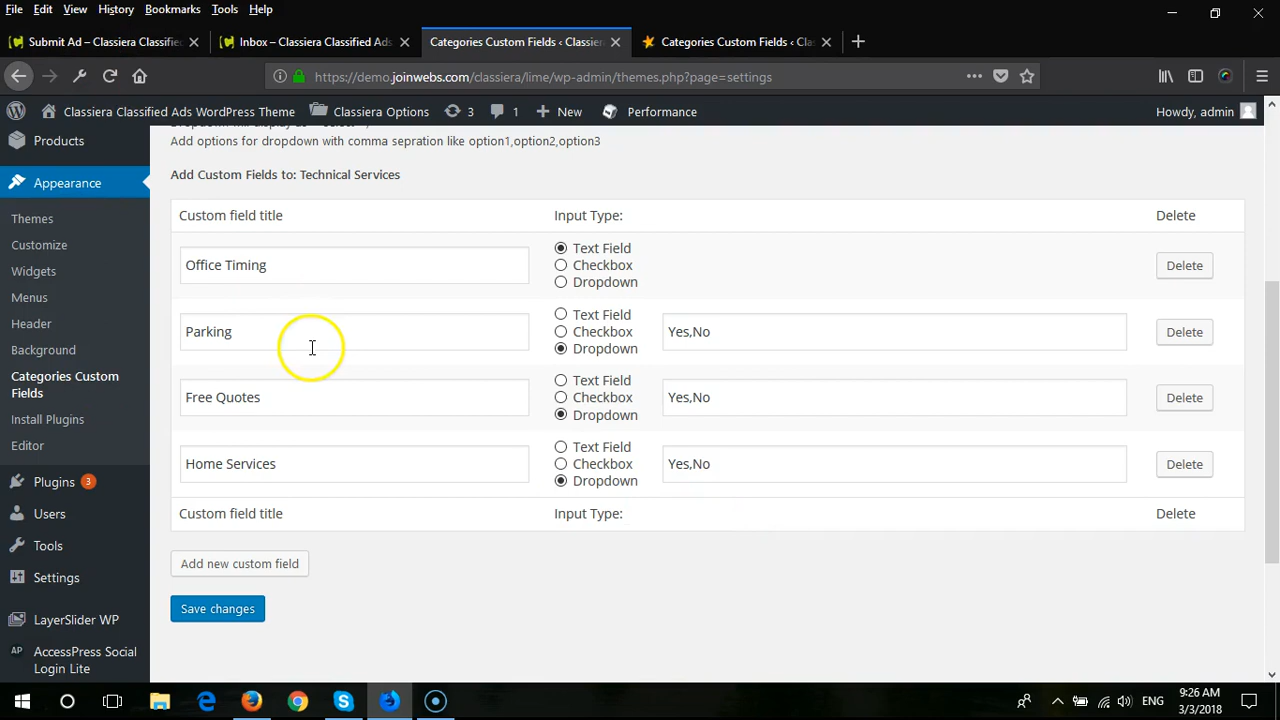 File Edit View History Bookmarks Tools Help
Submit Ad – Classiera Classified
Inbox – Classiera Classified Ads
Categories Custom Fields ‹ Classier
Categories Custom Fields ‹ Clas
https://demo.joinwebs.com/classiera/lime/wp-admin/themes.php?page=settings
Classiera Classified Ads WordPress Theme Classiera Options 3 1 New Performance Howdy, admin
Products
Appearance
Themes
Customize
Widgets
Menus
Header
Background
Categories Custom
Fields
Install Plugins
Editor
Plugins 3
Users
Tools
Settings
LayerSlider WP
AP AccessPress Social
Login Lite
Add options for dropdown with comma sepration like option1,option2,option3
Add Custom Fields to: Technical Services
Custom field title Input Type: Delete
Office Timing
Text Field
Checkbox
Dropdown
Delete
Parking
Text Field
Checkbox
Dropdown
Yes,No
Delete
Free Quotes
Text Field
Checkbox
Dropdown
Yes,No
Delete
Home Services
Text Field
Checkbox
Dropdown
Yes,No
Delete
Custom field title Input Type: Delete
Add new custom field
Save changes
ENG
9:26 AM
3/3/2018